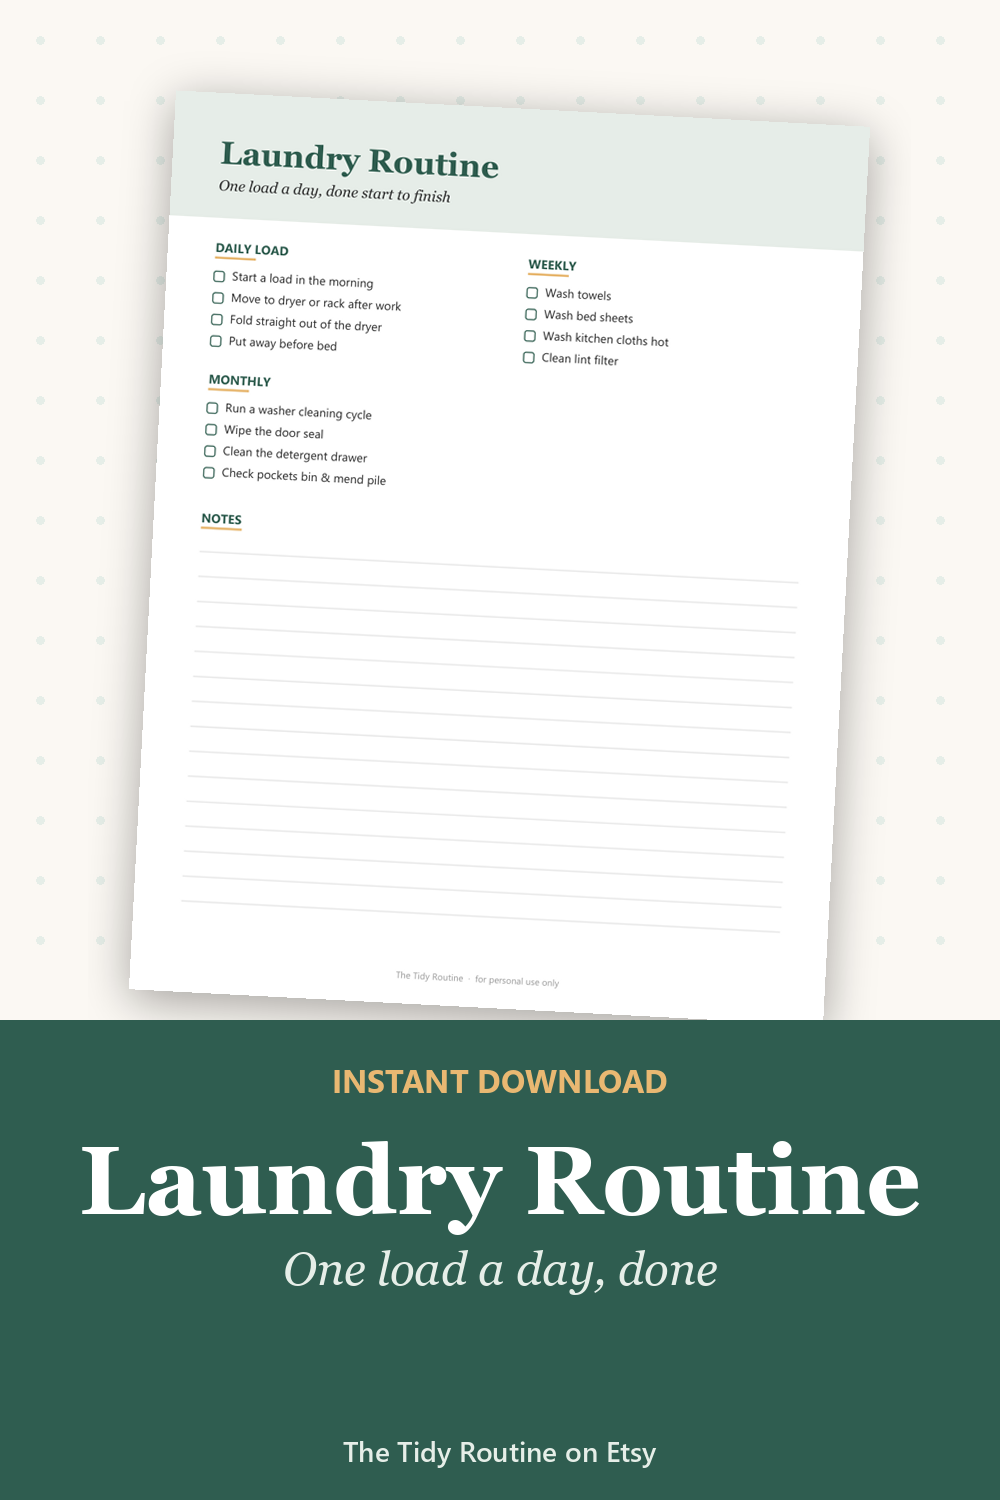 Laundry Routine
One load a day, done start to finish
DAILY LOAD
Start a load in the morning
Move to dryer or rack after work
Fold straight out of the dryer
Put away before bed
WEEKLY
Wash towels
Wash bed sheets
Wash kitchen cloths hot
Clean lint filter
MONTHLY
Run a washer cleaning cycle
Wipe the door seal
Clean the detergent drawer
Check pockets bin & mend pile
NOTES
The Tidy Routine · for personal use only
INSTANT DOWNLOAD
Laundry Routine
One load a day, done
The Tidy Routine on Etsy